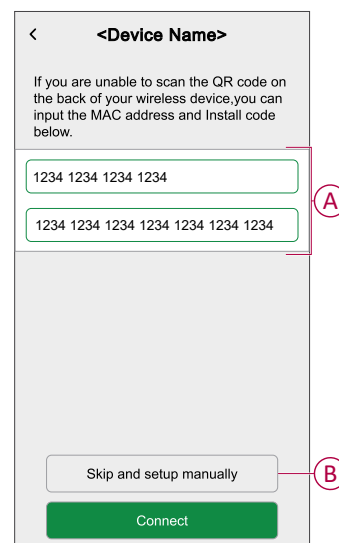 <Device Name>
If you are unable to scan the QR code on
the back of your wireless device,you can
input the MAC address and Install code
below.
1234 1234 1234 1234
A
1234 1234 1234 1234 1234 1234 1234
Skip and setup manually
B
Connect